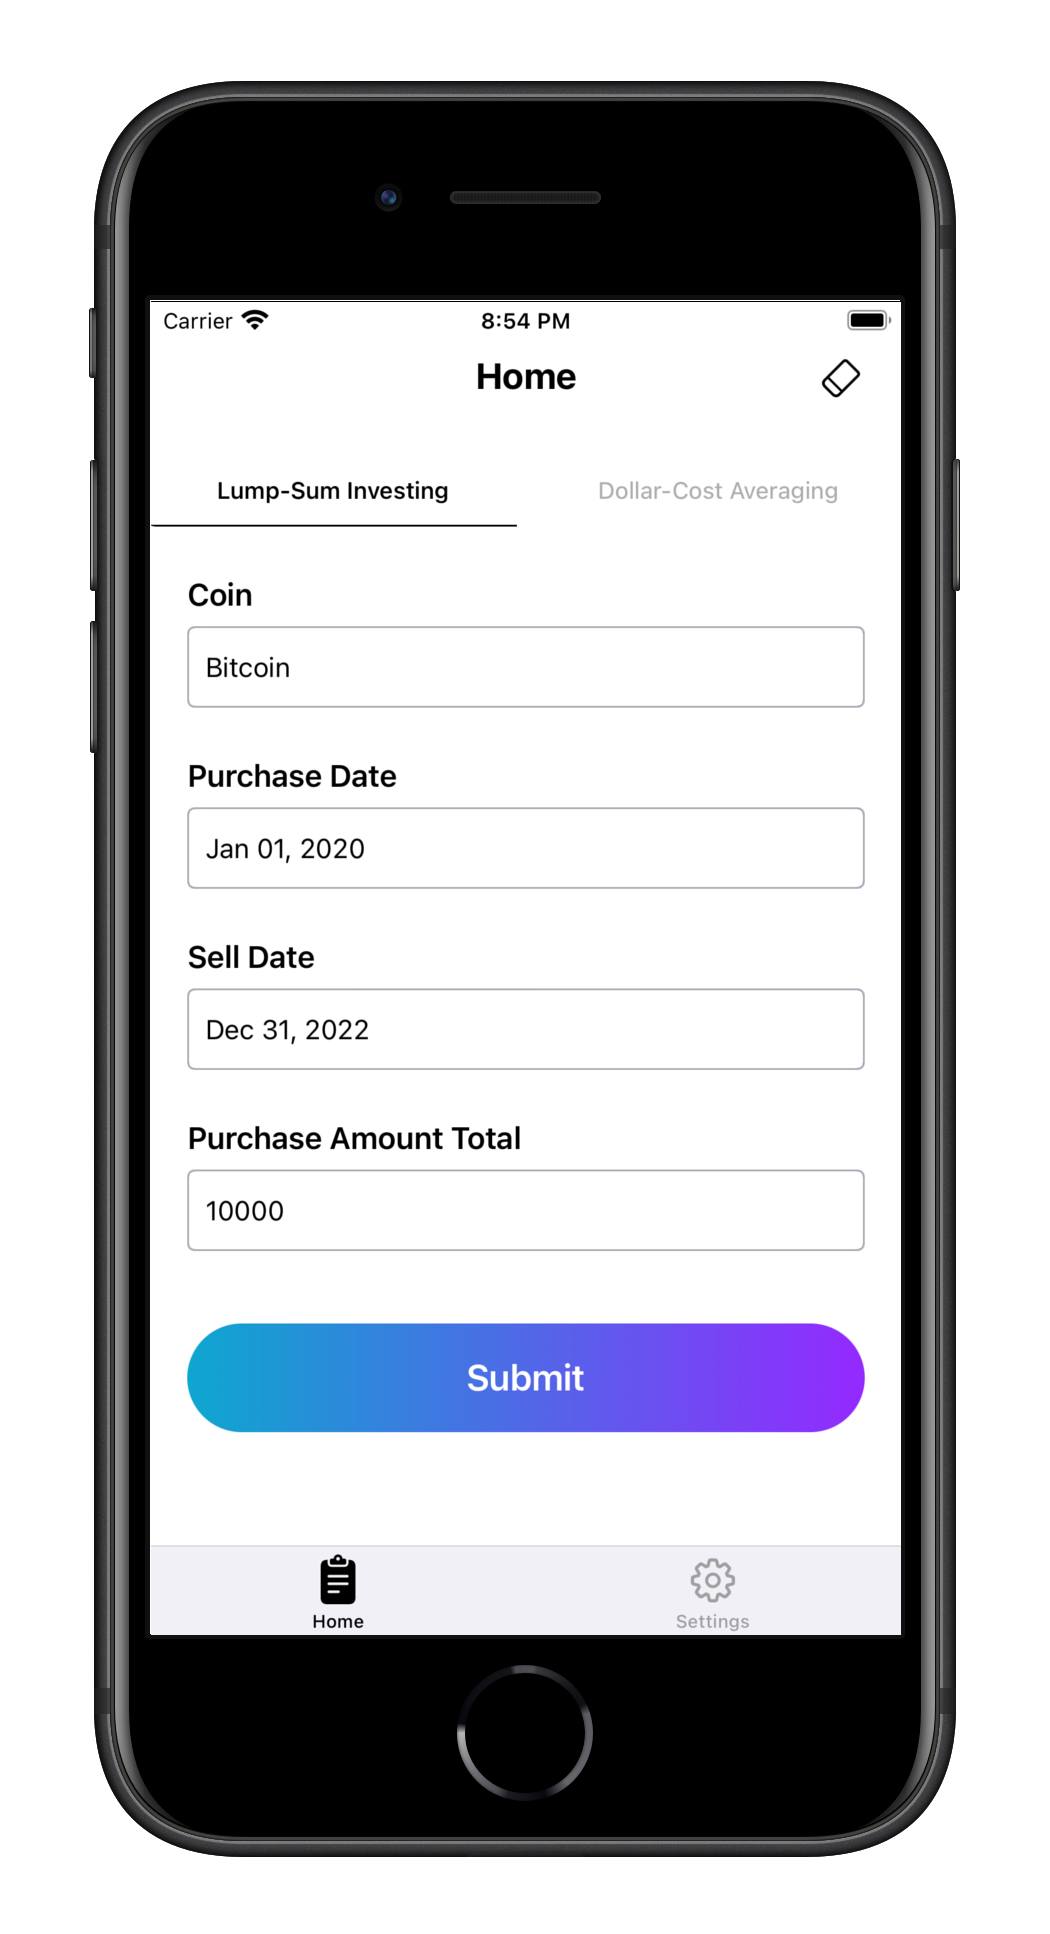 Carrier 8:54 PM
Home
Lump-Sum Investing Dollar-Cost Averaging
Coin
Bitcoin
Purchase Date
Jan 01, 2020
Sell Date
Dec 31, 2022
Purchase Amount Total
10000
Submit
Home Settings